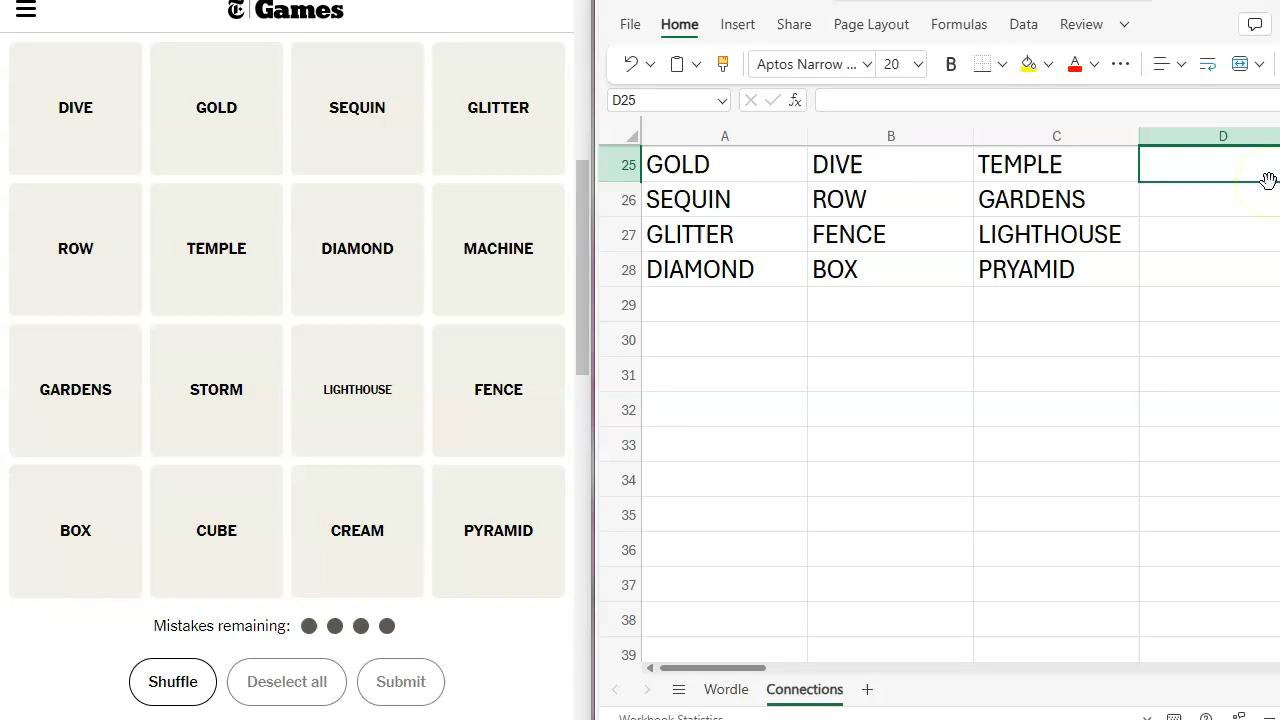 Games
DIVE GOLD SEQUIN GLITTER
ROW TEMPLE DIAMOND MACHINE
GARDENS STORM LIGHTHOUSE FENCE
BOX CUBE CREAM PYRAMID
Mistakes remaining:
Shuffle Deselect all Submit
File Home Insert Share Page Layout Formulas Data Review
Aptos Narrow ... 20 B A
D25 fx
A B C D
25 GOLD DIVE TEMPLE
26 SEQUIN ROW GARDENS
27 GLITTER FENCE LIGHTHOUSE
28 DIAMOND BOX PRYAMID
29
30
31
32
33
34
35
36
37
38
39
Wordle Connections
Workbook Statistics